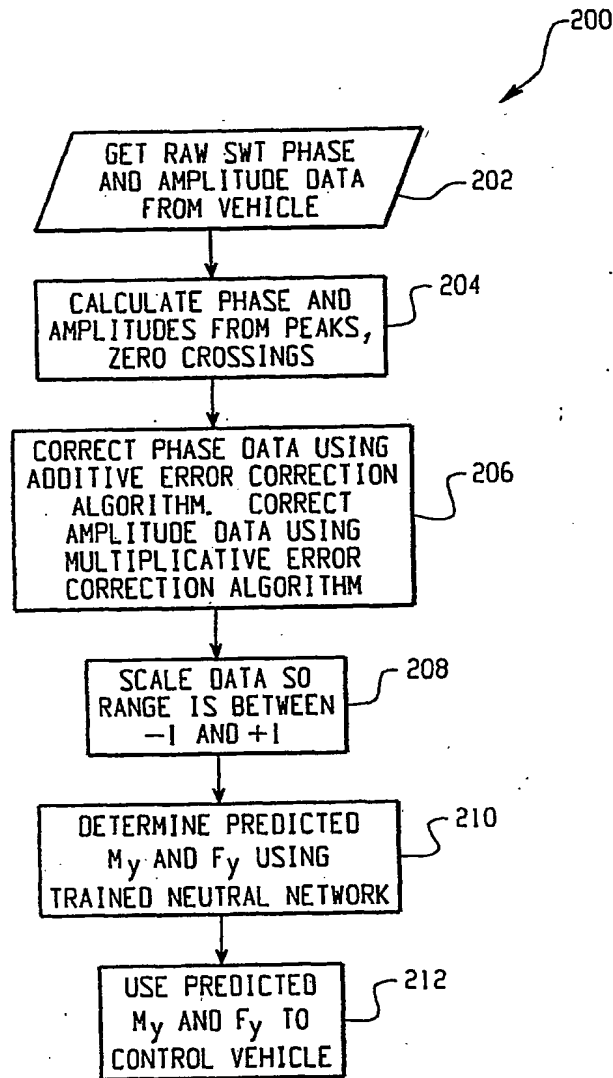 200
GET RAW SWT PHASE
AND AMPLITUDE DATA
FROM VEHICLE
202
CALCULATE PHASE AND
AMPLITUDES FROM PEAKS,
ZERO CROSSINGS
204
CORRECT PHASE DATA USING
ADDITIVE ERROR CORRECTION
ALGORITHM. CORRECT
AMPLITUDE DATA USING
MULTIPLICATIVE ERROR
CORRECTION ALGORITHM
206
SCALE DATA SO
RANGE IS BETWEEN
-1 AND +1
208
DETERMINE PREDICTED
My AND Fy USING
TRAINED NEUTRAL NETWORK
210
USE PREDICTED
My AND Fy TO
CONTROL VEHICLE
212